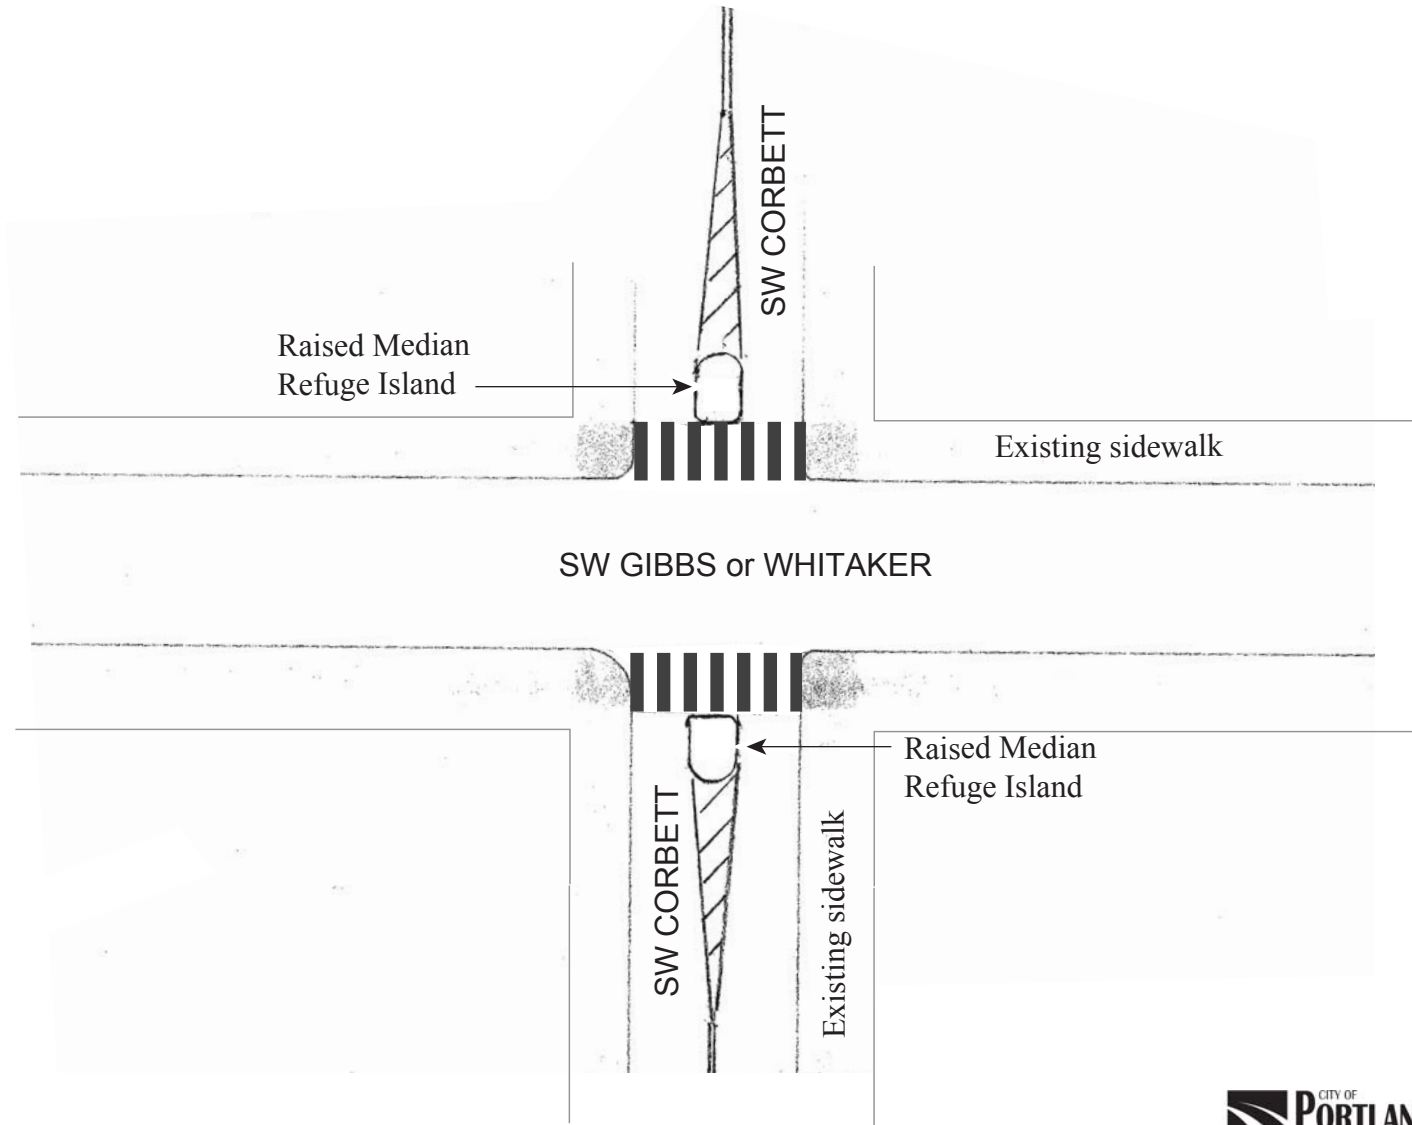 SW CORBETT
Raised Median
Refuge Island
Existing sidewalk
SW GIBBS or WHITAKER
Raised Median
Refuge Island
SW CORBETT
Existing sidewalk
CITY OF
PORTLAN